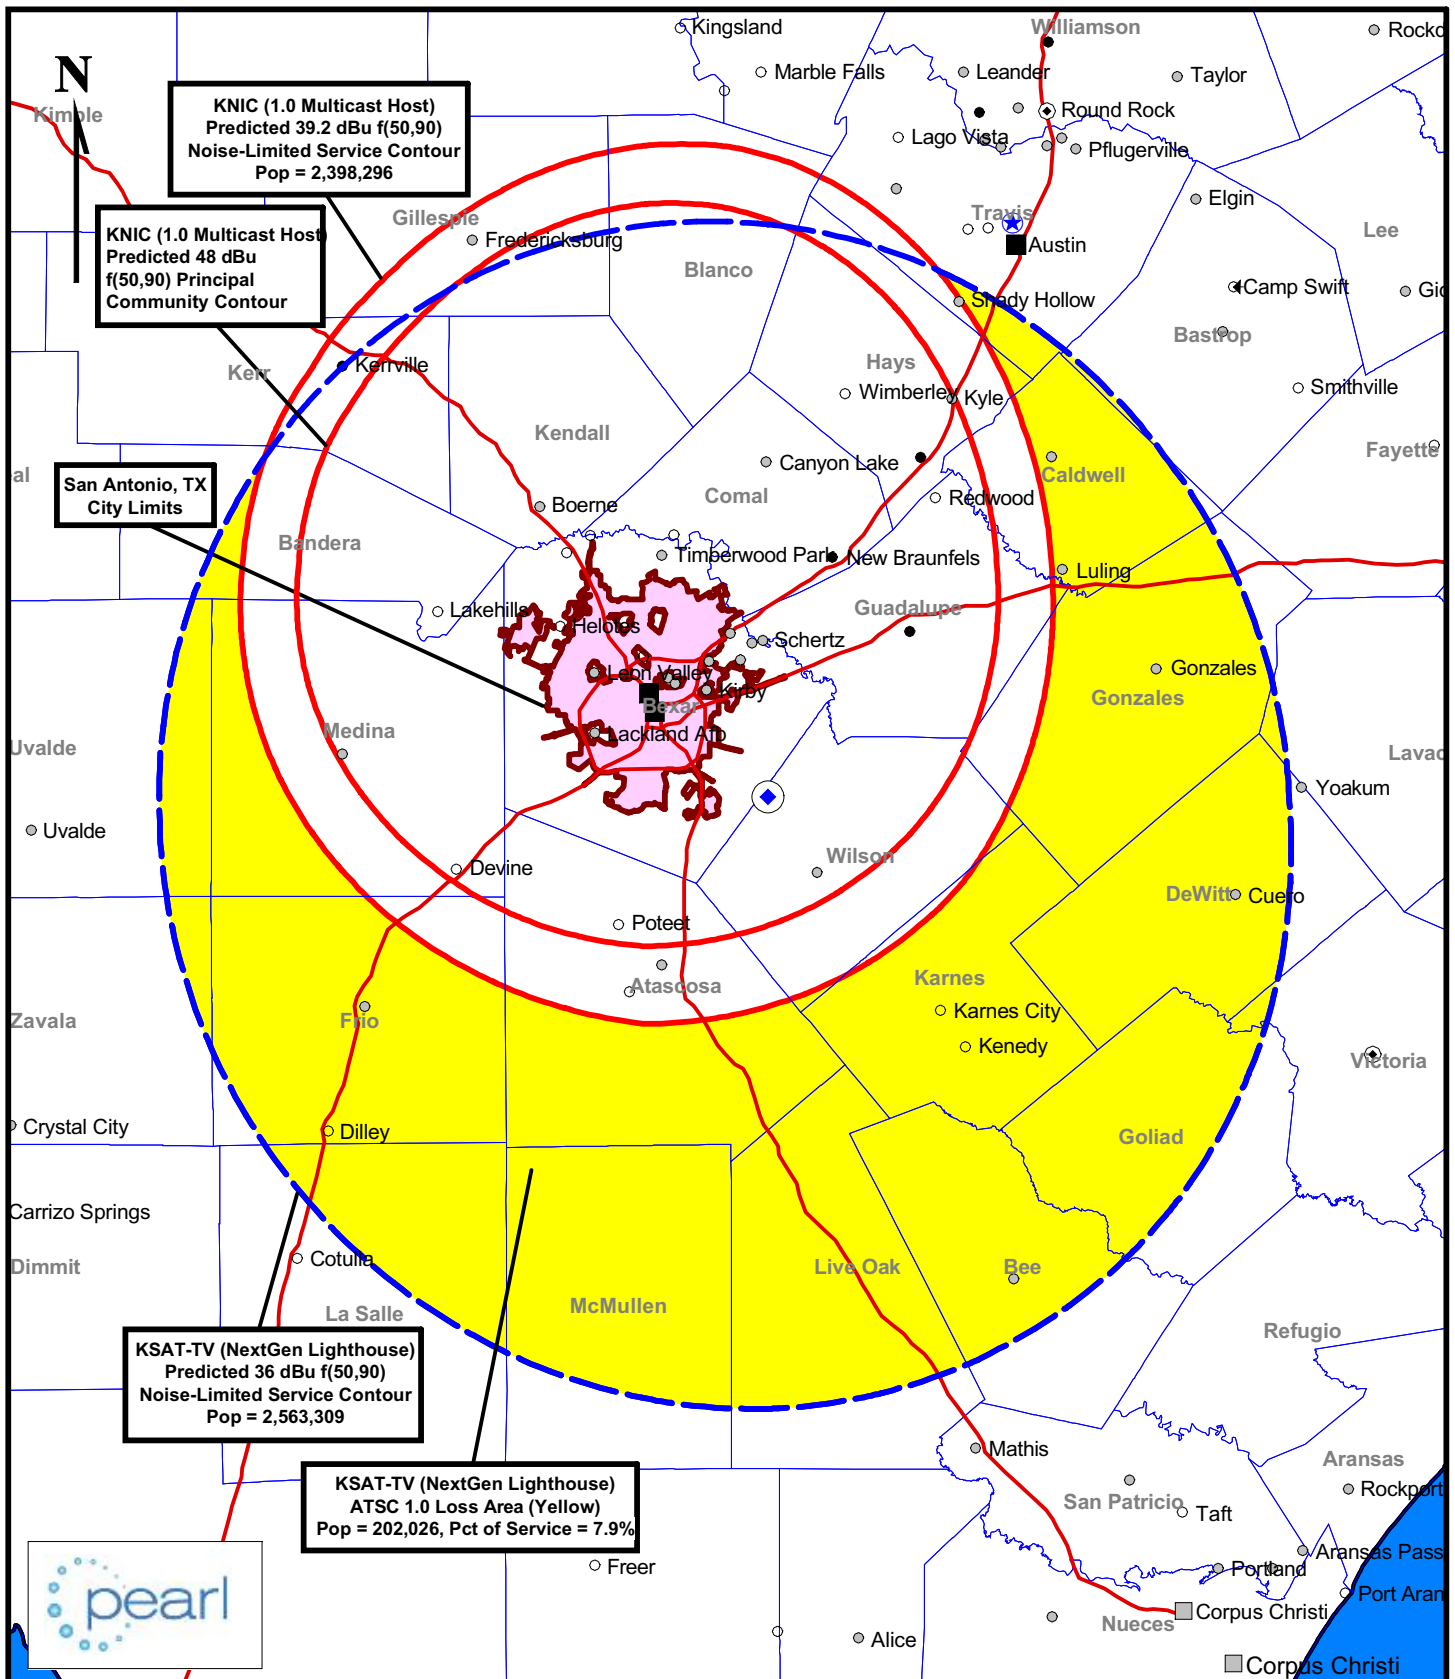 Kingsland
Williamson
Rocko
N
Marble Falls
Leander
Taylor
Kimble
KNIC (1.0 Multicast Host)
Predicted 39.2 dBu f(50,90)
Noise-Limited Service Contour
Pop = 2,398,296
Round Rock
Lago Vista
Pflugerville
Elgin
Gillespie
Travis
Lee
KNIC (1.0 Multicast Host)
Predicted 48 dBu
f(50,90) Principal
Community Contour
Fredericksburg
Austin
Blanco
Camp Swift
Gid
Shady Hollow
Bastrop
Kerr
Kerrville
Hays
Wimberley
Kyle
Smithville
Kendall
Fayette
Canyon Lake
Caldwell
eal
San Antonio, TX
City Limits
Comal
Redwood
Boerne
Bandera
Timberwood Park
New Braunfels
Luling
Lakehills
Guadalupe
Helotes
Schertz
Leon Valley
Gonzales
Kirby
Gonzales
Bexar
Medina
Lackland Afb
Uvalde
Lavac
Yoakum
Uvalde
Devine
Wilson
DeWitt
Cuero
Poteet
Karnes
Atascosa
Karnes City
Zavala
Frio
Kenedy
Victoria
Crystal City
Dilley
Goliad
Carrizo Springs
Cotulla
Dimmit
Live Oak
Bee
La Salle
McMullen
Refugio
KSAT-TV (NextGen Lighthouse)
Predicted 36 dBu f(50,90)
Noise-Limited Service Contour
Pop = 2,563,309
Mathis
Aransas
KSAT-TV (NextGen Lighthouse)
ATSC 1.0 Loss Area (Yellow)
Pop = 202,026, Pct of Service = 7.9%
Rockport
San Patricio
Taft
Aransas Pass
Freer
Portland
Port Aran
pearl
Corpus Christi
Nueces
Alice
Corpus Christi